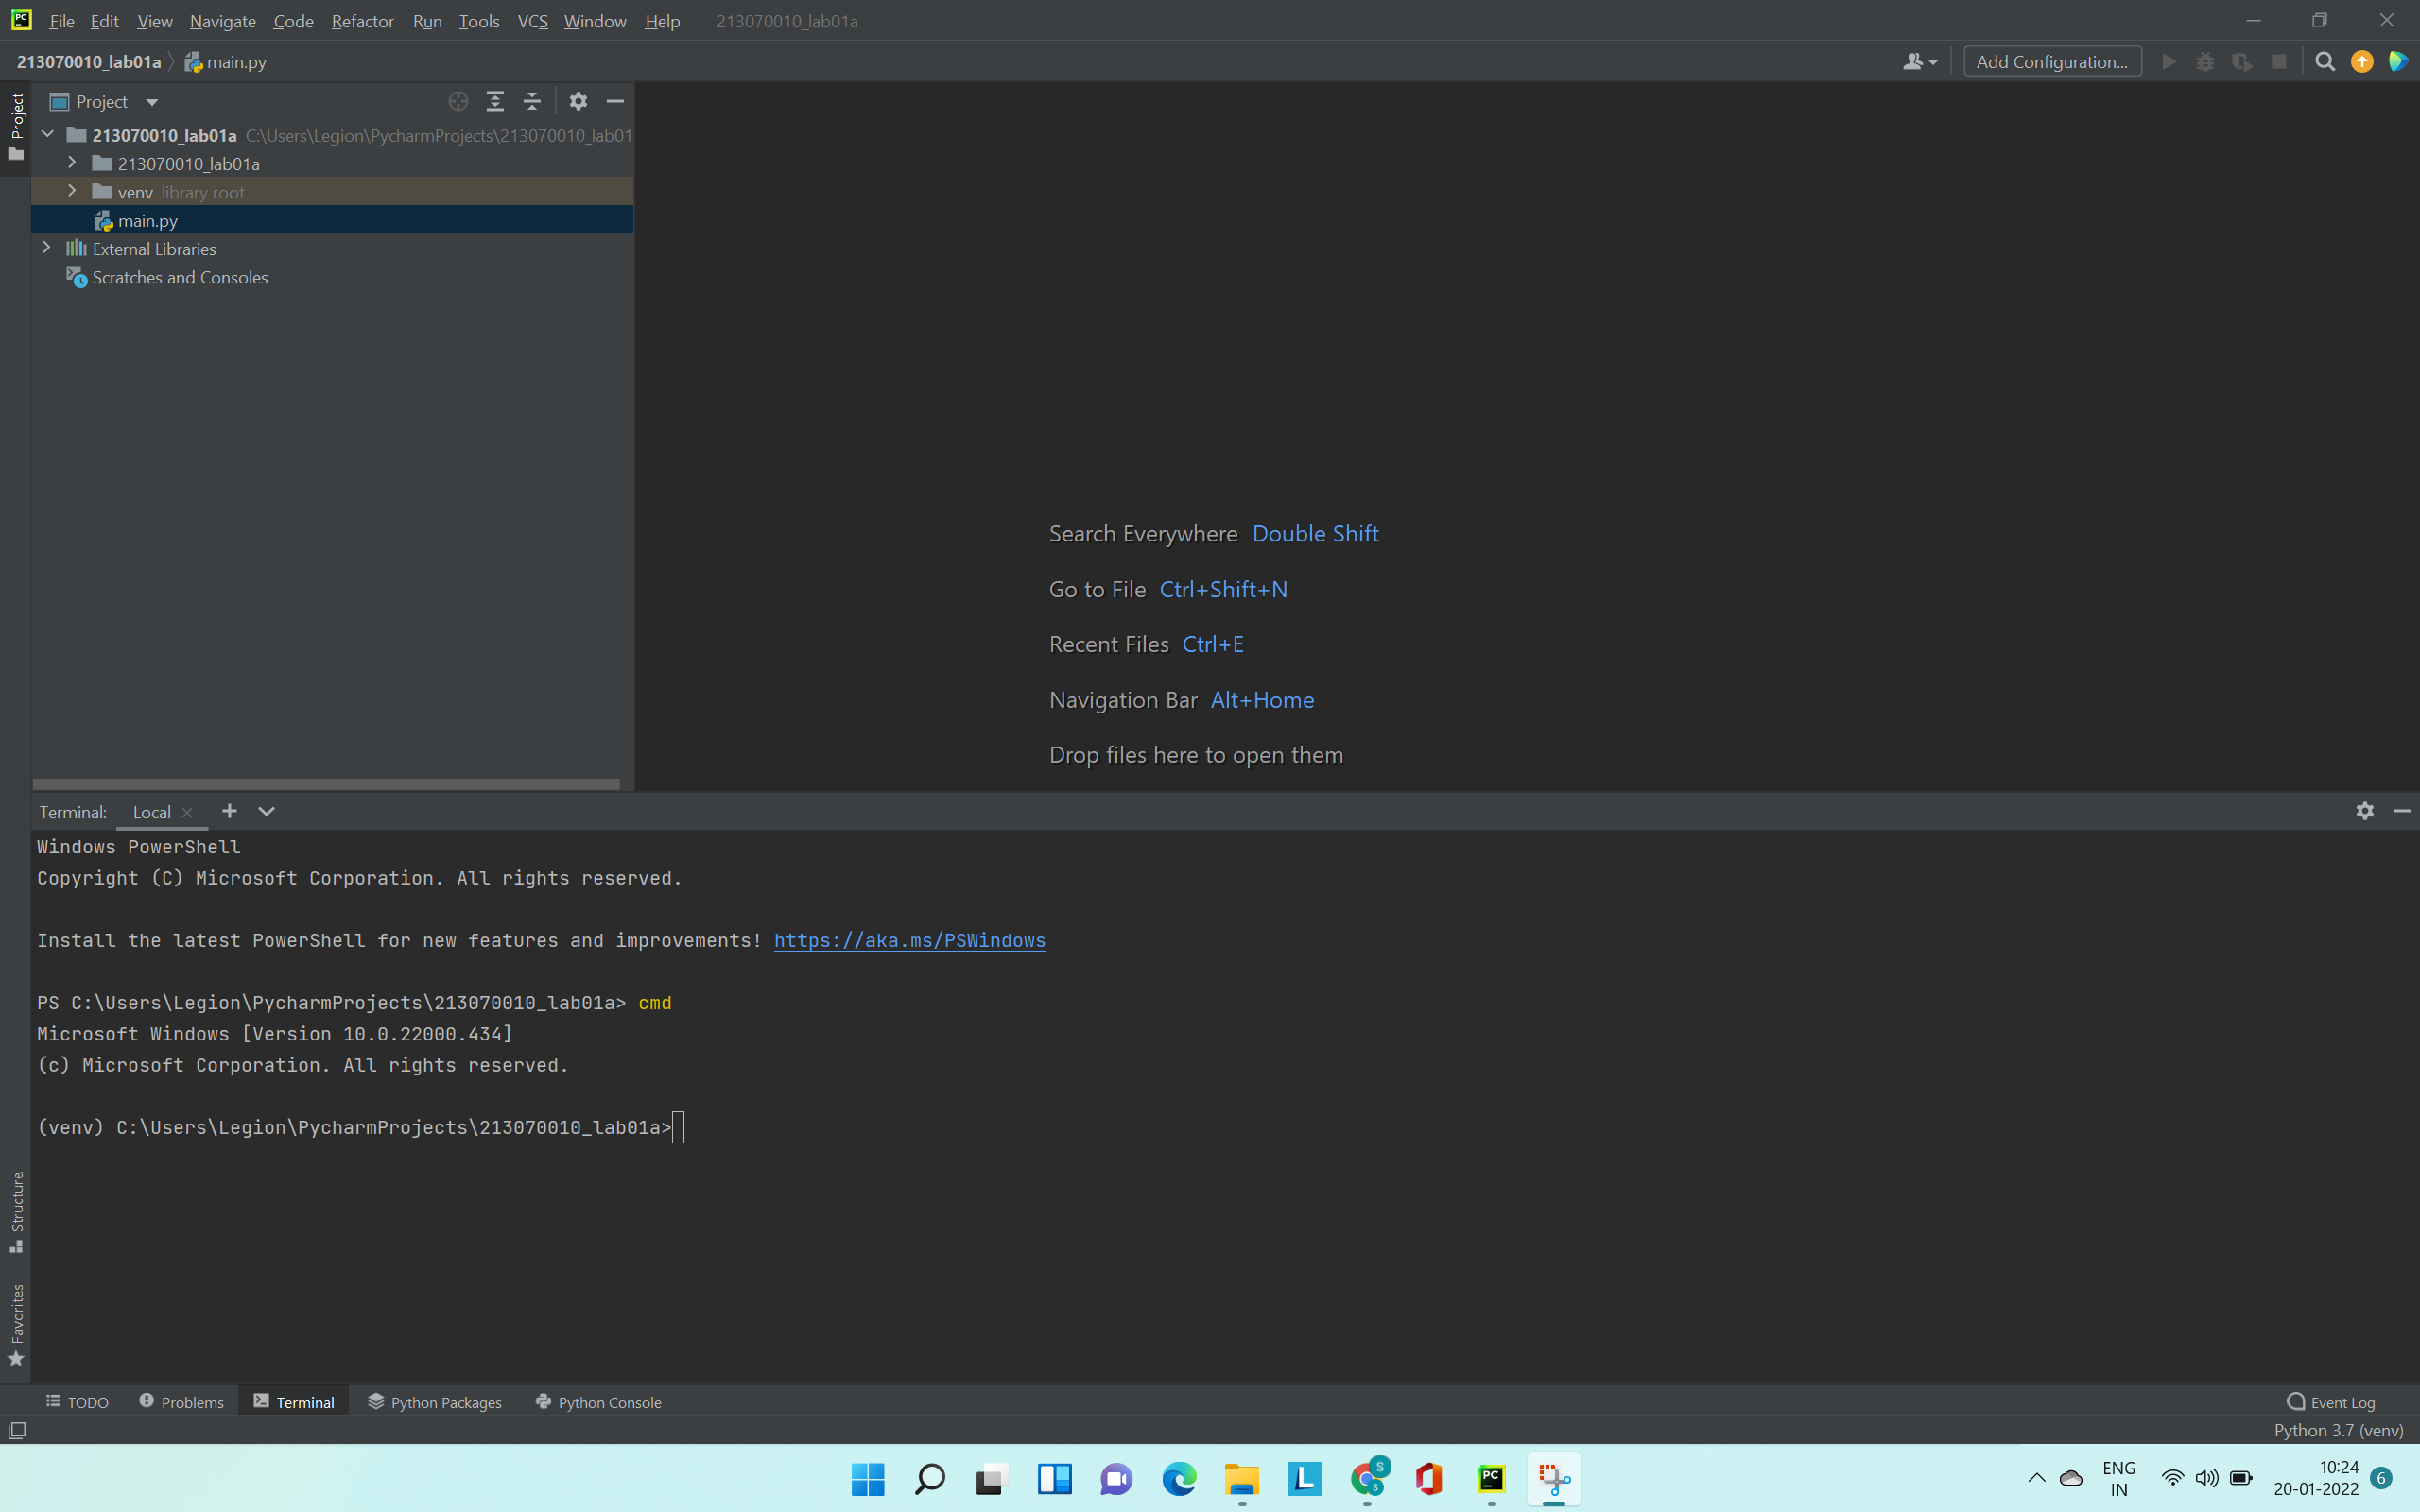 File Edit View Navigate Code Refactor Run Tools VCS Window Help 213070010_lab01a
213070010_lab01a main.py Add Configuration...
Project
Project
213070010_lab01a C:\Users\Legion\PycharmProjects\213070010_lab01
213070010_lab01a
venv library root
main.py
External Libraries
Scratches and Consoles
Search Everywhere Double Shift
Go to File Ctrl+Shift+N
Recent Files Ctrl+E
Navigation Bar Alt+Home
Drop files here to open them
Terminal: Local
Windows PowerShell
Copyright (C) Microsoft Corporation. All rights reserved.
Install the latest PowerShell for new features and improvements! https://aka.ms/PSWindows
PS C:\Users\Legion\PycharmProjects\213070010_lab01a> cmd
Microsoft Windows [Version 10.0.22000.434]
(c) Microsoft Corporation. All rights reserved.
(venv) C:\Users\Legion\PycharmProjects\213070010_lab01a>
Structure
Favorites
TODO Problems Terminal Python Packages Python Console Event Log
Python 3.7 (venv)
L S S PC
ENG
IN
10:24
20-01-2022
6